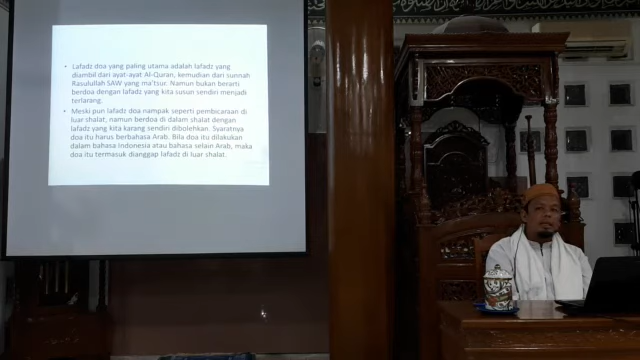 • Lafadz doa yang paling utama adalah lafadz yang
diambil dari ayat-ayat Al-Quran, kemudian dari sunnah
Rasulullah SAW yang ma'tsur. Namun bukan berarti
berdoa dengan lafadz yang kita susun sendiri menjadi
terlarang.
• Meski pun lafadz doa nampak seperti pembicaraan di
luar shalat, namun berdoa di dalam shalat dengan
lafadz yang kita karang sendiri dibolehkan. Syaratnya
doa itu harus berbahasa Arab. Bila doa itu dilakukan
dalam bahasa Indonesia atau bahasa selain Arab, maka
doa itu termasuk dianggap lafadz di luar shalat.